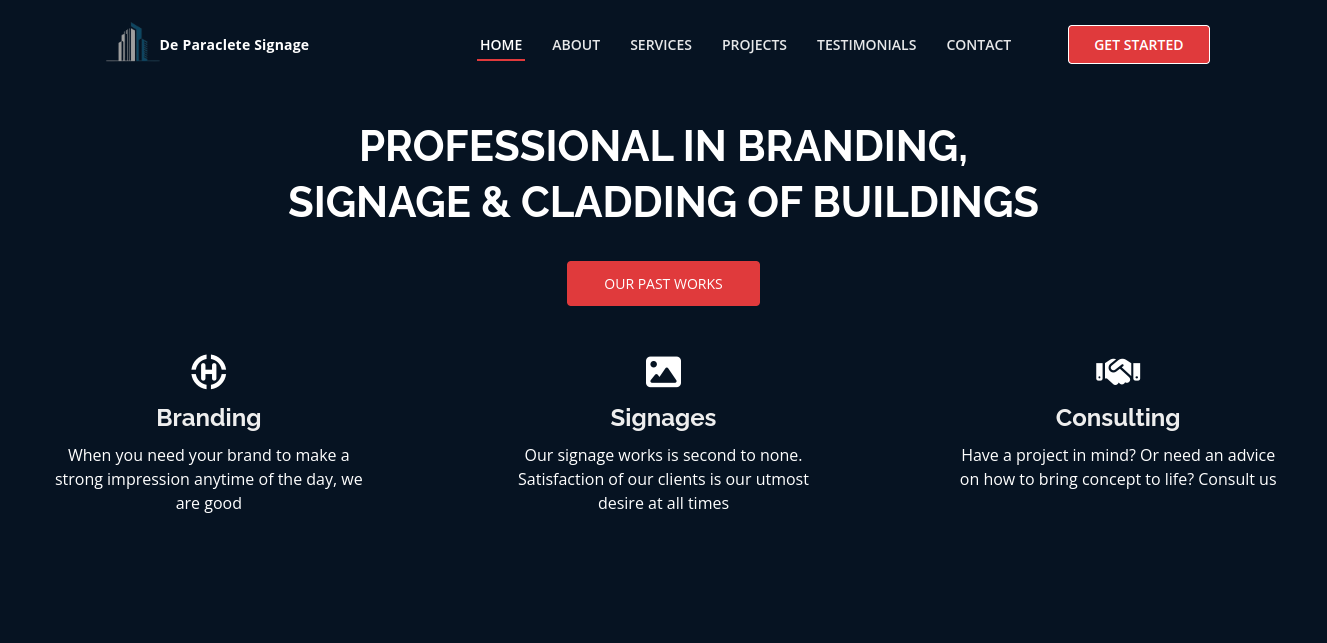 De Paraclete Signage
HOME ABOUT SERVICES PROJECTS TESTIMONIALS CONTACT GET STARTED
PROFESSIONAL IN BRANDING,
SIGNAGE & CLADDING OF BUILDINGS
OUR PAST WORKS
Branding
When you need your brand to make a
strong impression anytime of the day, we
are good
Signages
Our signage works is second to none.
Satisfaction of our clients is our utmost
desire at all times
Consulting
Have a project in mind? Or need an advice
on how to bring concept to life? Consult us